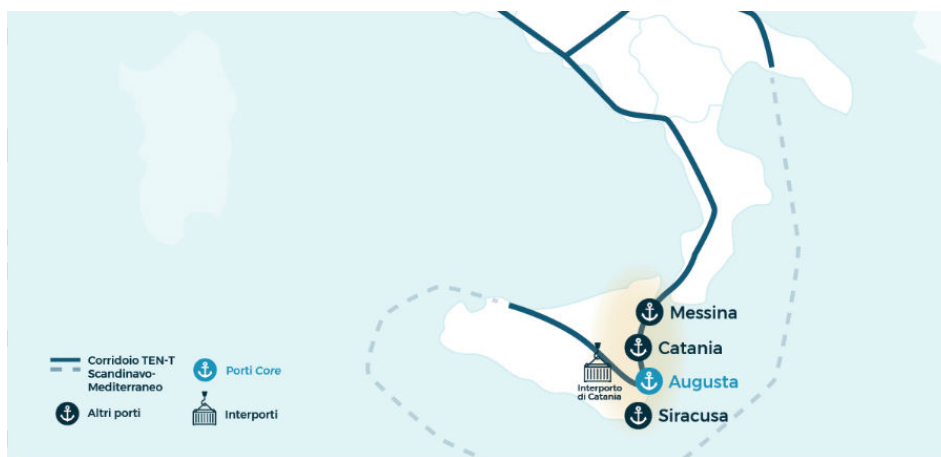 Messina
Catania
Augusta
Interporto
di Catania
Siracusa
Corridoio TEN-T
Scandinavo-
Mediterraneo
Porti Core
Altri porti
Interporti